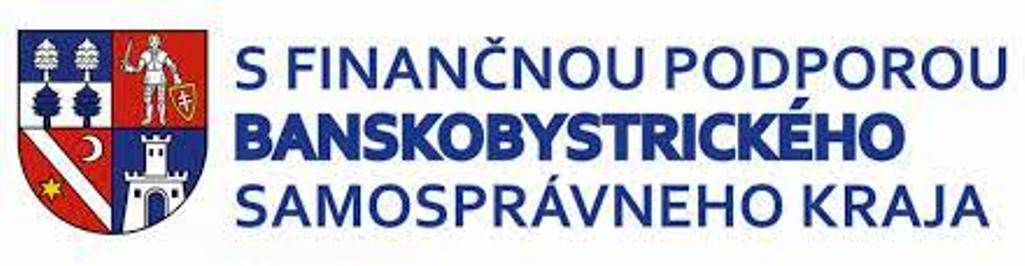 S FINANČNOU PODPOROU
BANSKOBYSTRICKÉHO
SAMOSPRÁVNEHO KRAJA